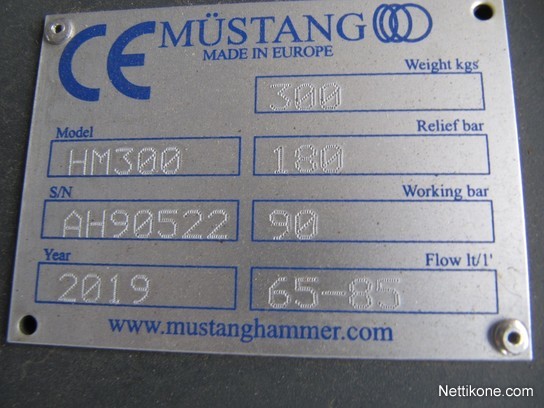 CE MÜSTANG
MADE IN EUROPE
Weight kgs
300
Model
Relief bar
HM300
180
S/N
Working bar
AH90522
90
Year
Flow lt/1'
2019
65-85
www.mustanghammer.com
Nettikone.com